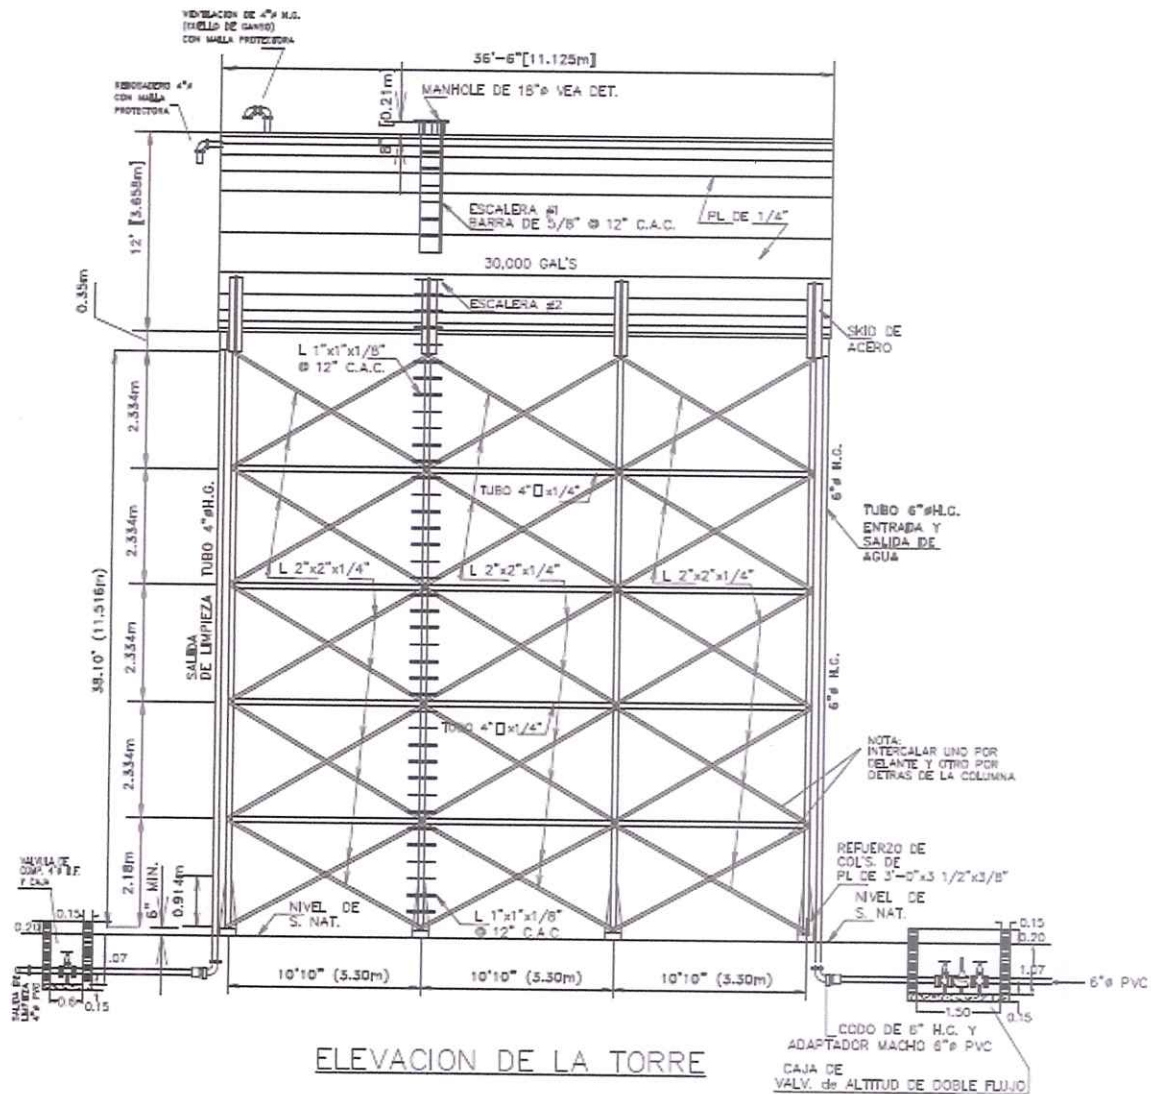 VENTILACION DE 4"ø H.G.
(CUELLO DE GANSO)
CON MALLA PROTECTORA
36'-6"[11.125m]
REBOSADERO 4"ø
CON MALLA
PROTECTORA
8" [0.21m]
MANHOLE DE 18"ø VEA DET.
12' [3.658m]
ESCALERA #1
BARRA DE 5/8" @ 12" C.A.C.
PL DE 1/4"
30,000 GAL'S
ESCALERA #2
0.35m
SKID DE
ACERO
L 1"x1"x1/8"
@ 12" C.A.C.
2.334m
6"ø H.G.
TUBO 4"□x1/4"
TUBO 6"øH.G.
ENTRADA Y
SALIDA DE
AGUA
TUBO 4"øH.G.
2.334m
L 2"x2"x1/4"
L 2"x2"x1/4"
L 2"x2"x1/4"
38.10' (11.516m)
2.334m
SALIDA
DE LIMPIEZA
6"ø H.G.
TUBO 4"□x1/4"
2.334m
NOTA:
INTERCALAR UNO POR
DELANTE Y OTRO POR
DETRAS DE LA COLUMNA
VALVULA DE
COMP. 4"ø B.F.
Y CAJA
2.18m
6" MIN.
0.914m
REFUERZO DE
COL'S. DE
PL DE 3'-0"x3 1/2"x3/8"
NIVEL DE
S. NAT.
L 1"x1"x1/8"
@ 12" C.A.C
NIVEL DE
S. NAT.
0.15
0.20
.07
0.6
0.15
SALIDA DE
LIMPIEZA
4"ø PVC
10'10" (3.30m)
10'10" (3.30m)
10'10" (3.30m)
0.15
0.20
1.07
6"ø PVC
1.50
0.15
CODO DE 6" H.G. Y
ADAPTADOR MACHO 6"ø PVC
ELEVACION DE LA TORRE
CAJA DE
VALV. de ALTITUD DE DOBLE FLUJO